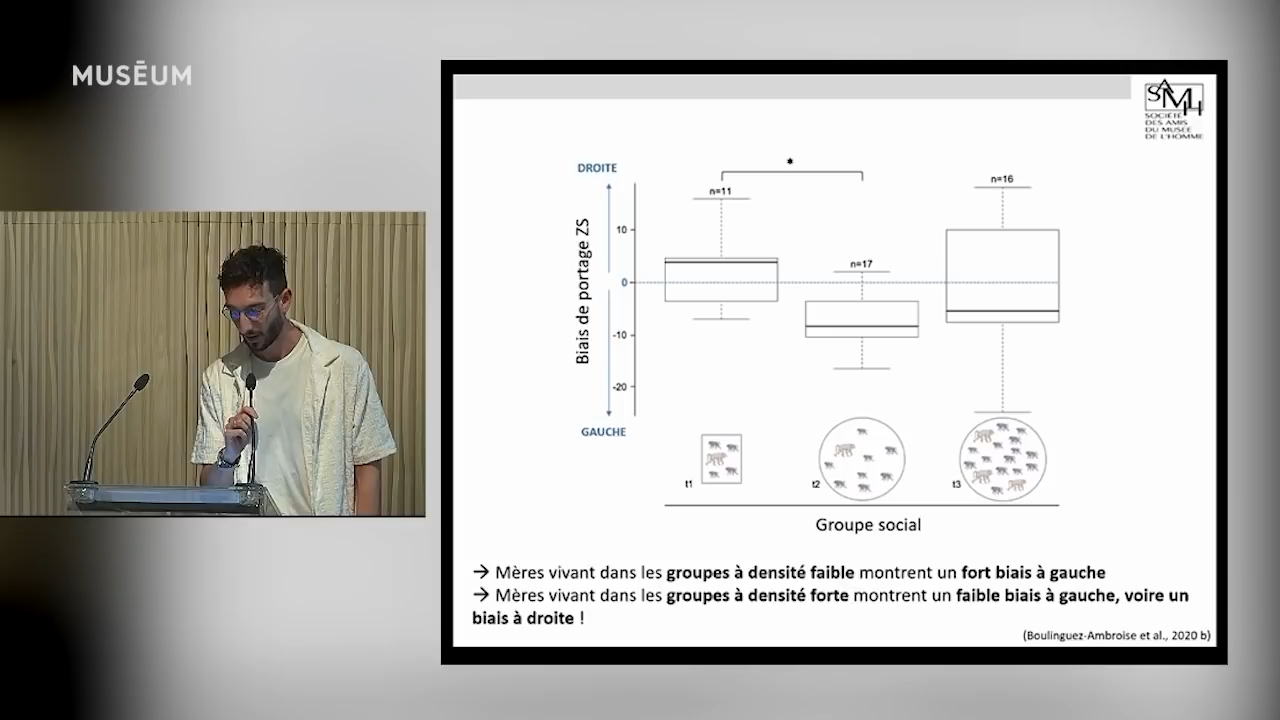 MUSĒUM
SAMH
SOCIÉTÉ
DES AMIS
DU MUSÉE
DE L'HOMME
DROITE
*
n=11
n=17
n=16
Biais de portage ZS
10
0
-10
-20
GAUCHE
t1
t2
t3
Groupe social
→ Mères vivant dans les groupes à densité faible montrent un fort biais à gauche
→ Mères vivant dans les groupes à densité forte montrent un faible biais à gauche, voire un
biais à droite !
(Boulinguez-Ambroise et al., 2020 b)